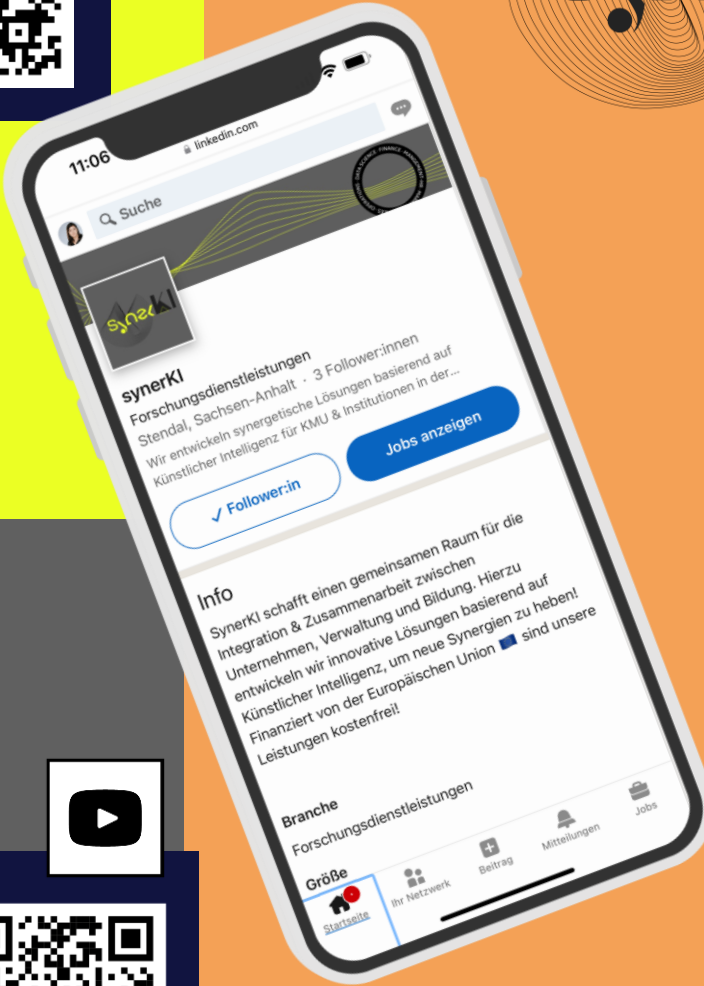 11:06
linkedin.com
Suche
DATA SCIENCE · FINANCE · MANAGEMENT
synerKI
synerKI
Forschungsdienstleistungen
Stendal, Sachsen-Anhalt · 3 Follower:innen
Wir entwickeln synergetische Lösungen basierend auf
Künstlicher Intelligenz für KMU & Institutionen in der...
✓ Follower:in
Jobs anzeigen
Info
SynerKI schafft einen gemeinsamen Raum für die
Integration & Zusammenarbeit zwischen
Unternehmen, Verwaltung und Bildung. Hierzu
entwickeln wir innovative Lösungen basierend auf
Künstlicher Intelligenz, um neue Synergien zu heben!
Finanziert von der Europäischen Union 🇪🇺 sind unsere
Leistungen kostenfrei!
Branche
Forschungsdienstleistungen
Größe
Startseite
Ihr Netzwerk
Beitrag
Mitteilungen
Jobs